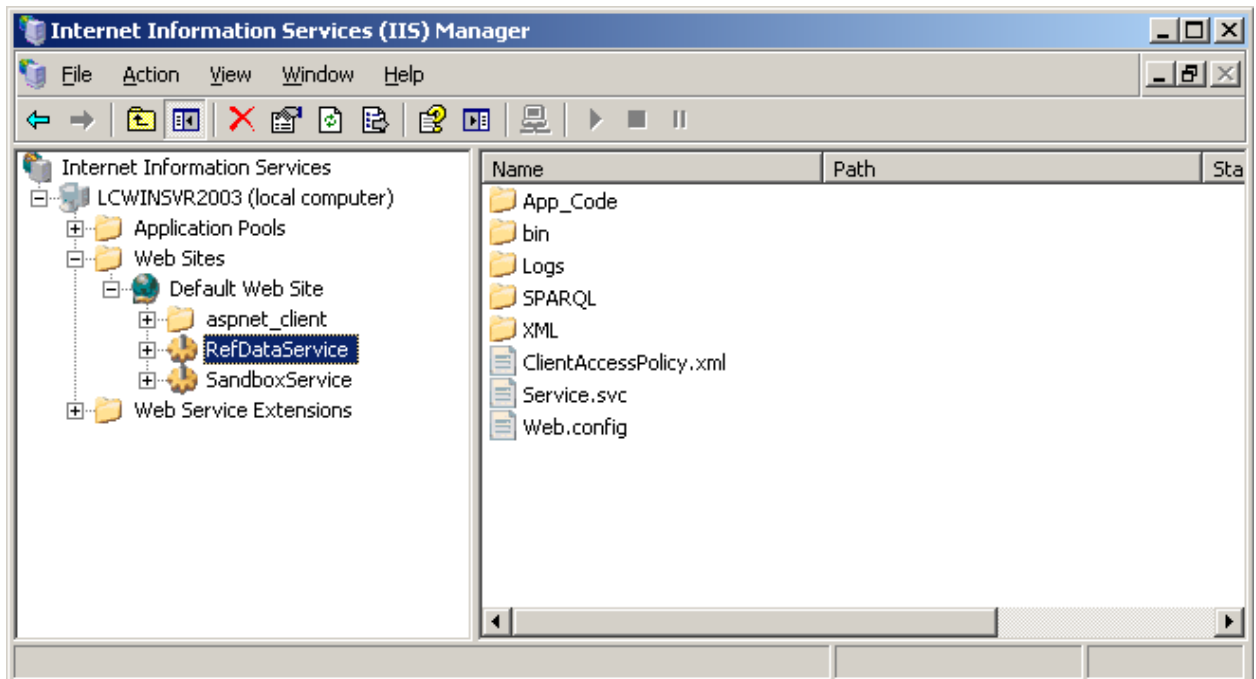 Internet Information Services (IIS) Manager
File Action View Window Help
Internet Information Services
LCWINSVR2003 (local computer)
Application Pools
Web Sites
Default Web Site
aspnet_client
RefDataService
SandboxService
Web Service Extensions
Name Path Sta
App_Code
bin
Logs
SPARQL
XML
ClientAccessPolicy.xml
Service.svc
Web.config